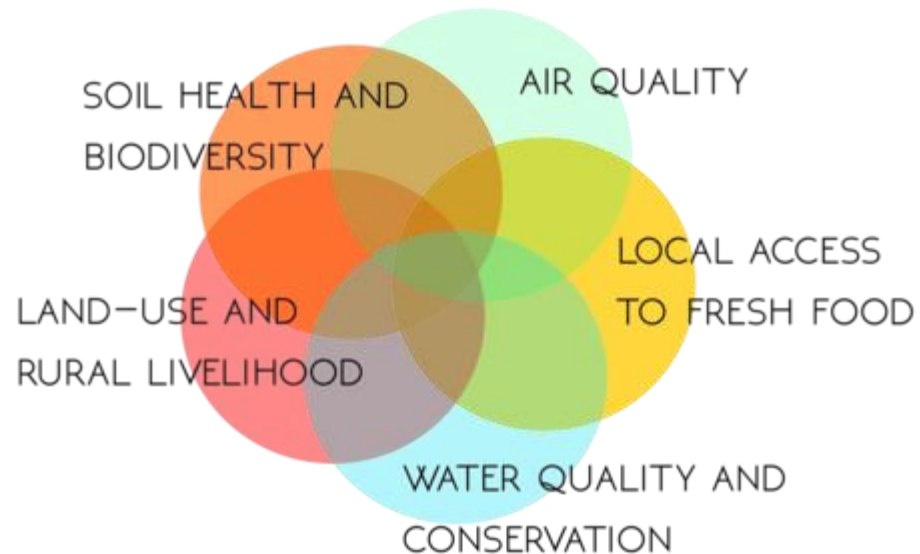 SOIL HEALTH AND
BIODIVERSITY
AIR QUALITY
LOCAL ACCESS
TO FRESH FOOD
LAND-USE AND
RURAL LIVELIHOOD
WATER QUALITY AND
CONSERVATION